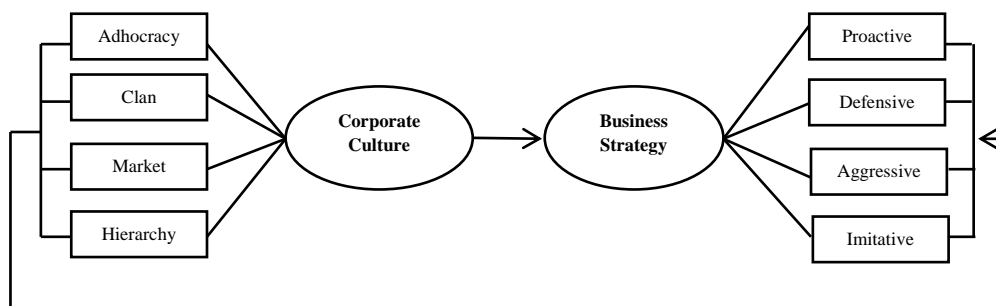 Adhocracy
Clan
Market
Hierarchy
Corporate
Culture
Business
Strategy
Proactive
Defensive
Aggressive
Imitative